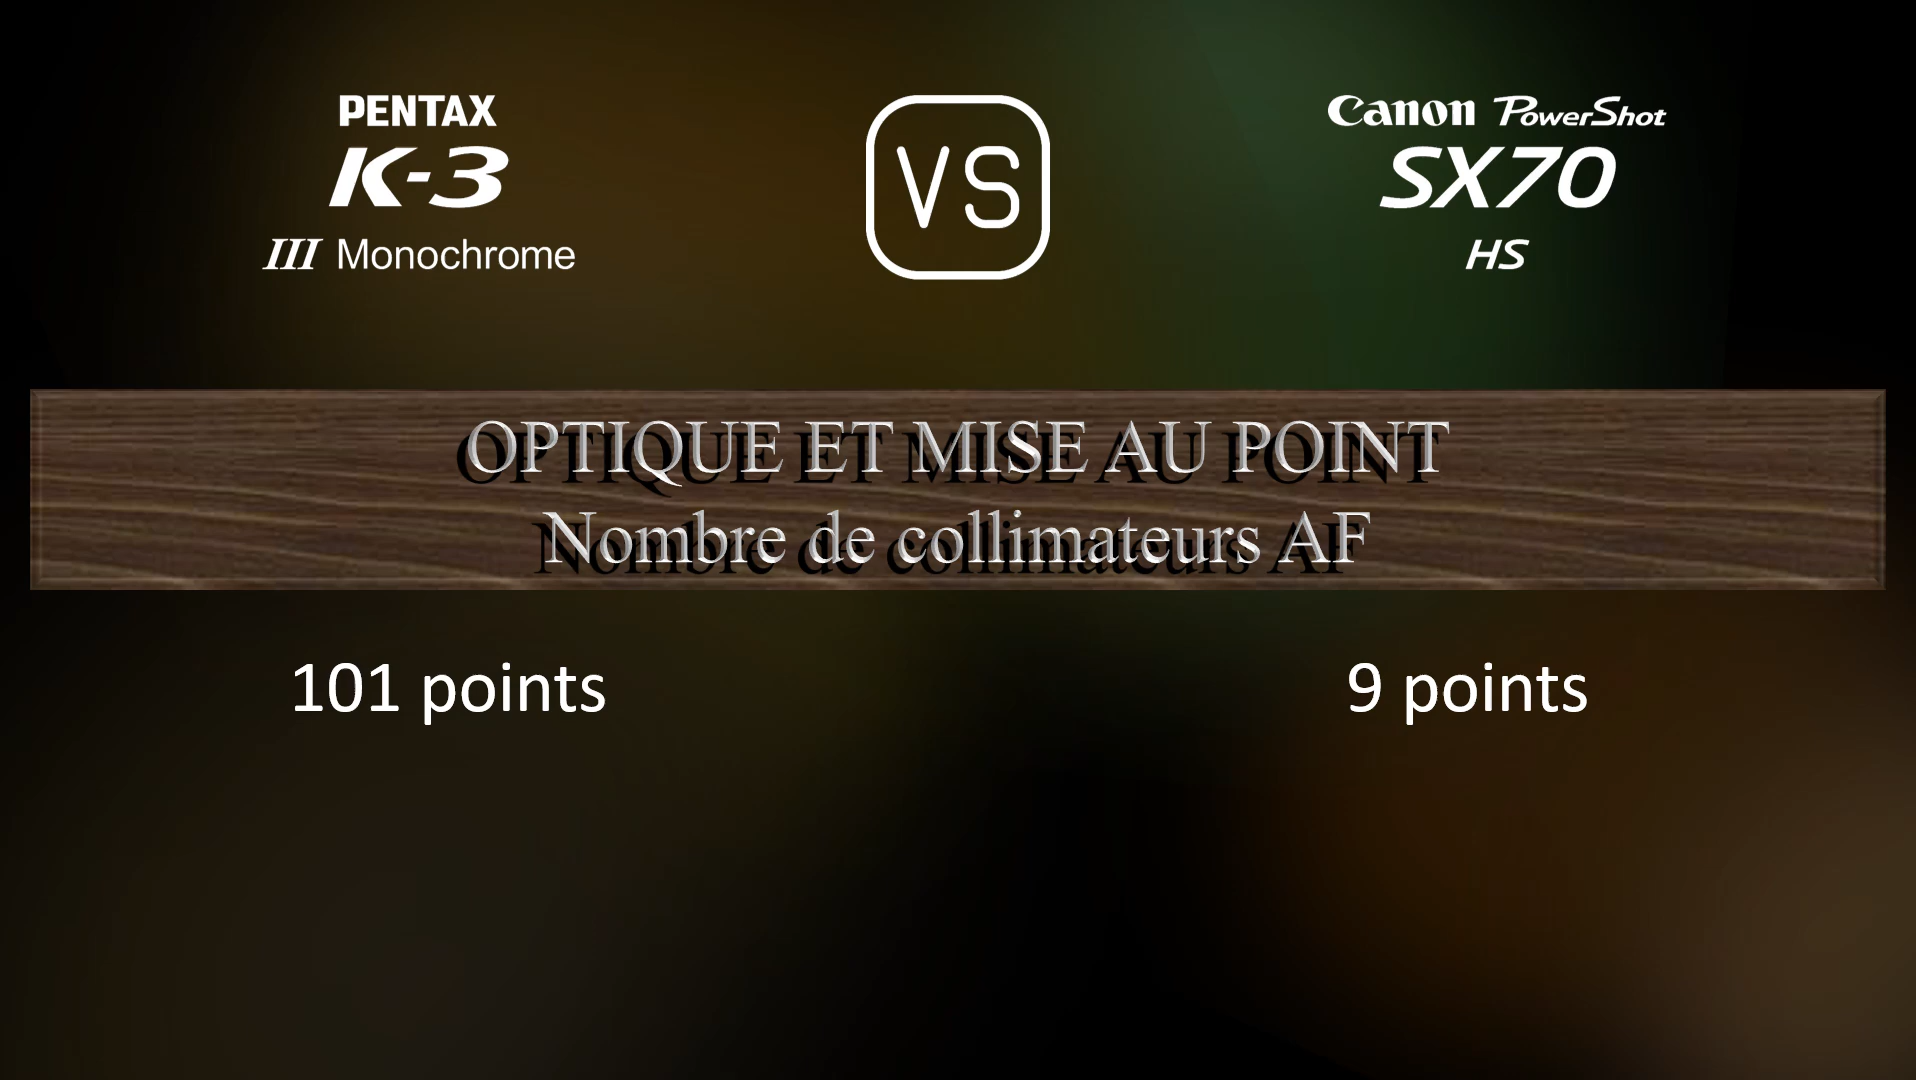 PENTAX
K-3
III Monochrome
VS
Canon PowerShot
SX70
HS
OPTIQUE ET MISE AU POINT
Nombre de collimateurs AF
101 points
9 points